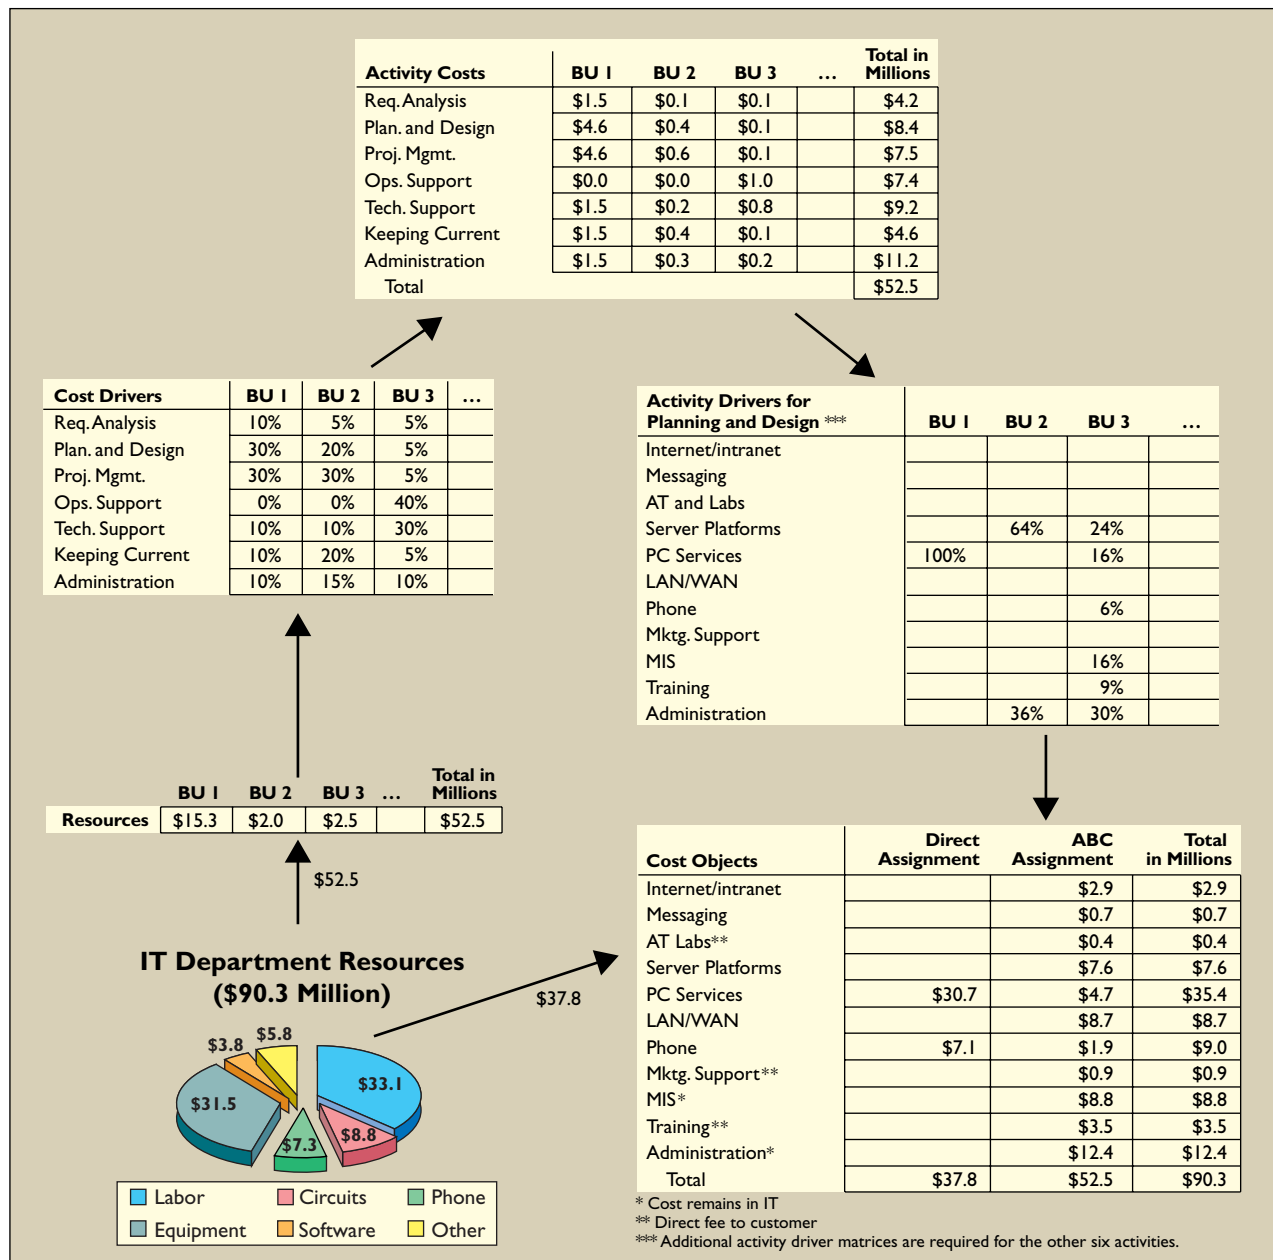 Activity Costs BU 1 BU 2 BU 3 ... Total in Millions
Req. Analysis $1.5 $0.1 $0.1 $4.2
Plan. and Design $4.6 $0.4 $0.1 $8.4
Proj. Mgmt. $4.6 $0.6 $0.1 $7.5
Ops. Support $0.0 $0.0 $1.0 $7.4
Tech. Support $1.5 $0.2 $0.8 $9.2
Keeping Current $1.5 $0.4 $0.1 $4.6
Administration $1.5 $0.3 $0.2 $11.2
Total $52.5
Cost Drivers BU 1 BU 2 BU 3 ...
Req. Analysis 10% 5% 5%
Plan. and Design 30% 20% 5%
Proj. Mgmt. 30% 30% 5%
Ops. Support 0% 0% 40%
Tech. Support 10% 10% 30%
Keeping Current 10% 20% 5%
Administration 10% 15% 10%
Activity Drivers for
Planning and Design *** BU 1 BU 2 BU 3 ...
Internet/intranet
Messaging
AT and Labs
Server Platforms 64% 24%
PC Services 100% 16%
LAN/WAN
Phone 6%
Mktg. Support
MIS 16%
Training 9%
Administration 36% 30%
BU 1 BU 2 BU 3 ... Total in Millions
Resources $15.3 $2.0 $2.5 $52.5
$52.5
IT Department Resources
($90.3 Million)
$37.8
$5.8
$3.8
$33.1
$31.5
$8.8
$7.3
Labor Circuits Phone
Equipment Software Other
Cost Objects Direct Assignment ABC Assignment Total in Millions
Internet/intranet $2.9 $2.9
Messaging $0.7 $0.7
AT Labs** $0.4 $0.4
Server Platforms $7.6 $7.6
PC Services $30.7 $4.7 $35.4
LAN/WAN $8.7 $8.7
Phone $7.1 $1.9 $9.0
Mktg. Support** $0.9 $0.9
MIS* $8.8 $8.8
Training** $3.5 $3.5
Administration* $12.4 $12.4
Total $37.8 $52.5 $90.3
* Cost remains in IT
** Direct fee to customer
*** Additional activity driver matrices are required for the other six activities.